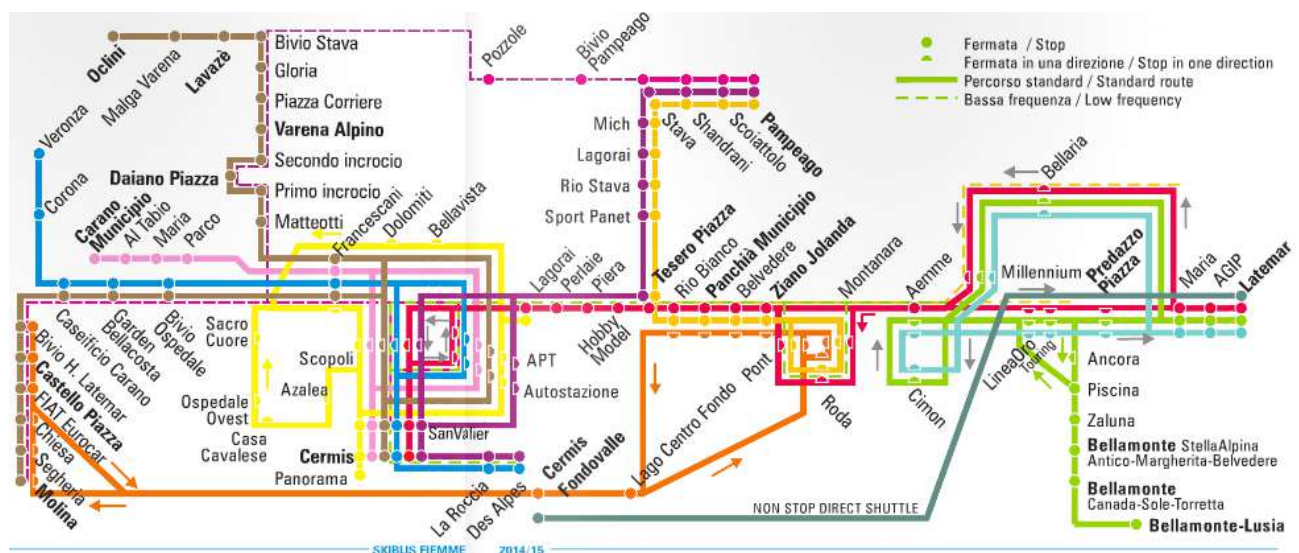 Oclini
Malga Varena
Lavazè
Bivio Stava
Gloria
Piazza Corriere
Varena Alpino
Secondo incrocio
Daiano Piazza
Primo incrocio
Matteotti
Pozzole
Bivio
Pampeago
Fermata / Stop
Fermata in una direzione / Stop in one direction
Percorso standard / Standard route
Bassa frequenza / Low frequency
Veronza
Corona
Carano
Municipio
Al Tabio
Maria
Parco
Francescani
Dolomiti
Bellavista
Mich
Lagorai
Rio Stava
Sport Panet
Stava
Shandrani
Scoiattolo
Pampeago
Bellaria
Lagorai
Perlaie
Piera
Hobby
Model
Tesero Piazza
Rio Bianco
Panchià Municipio
Belvedere
Ziano Jolanda
Montanara
Aemme
Millennium
Predazzo
Piazza
Maria
AGIP
Latemar
Caseificio Carano
Garden
Bellacosta
Bivio
Ospedale
Sacro
Cuore
Scopoli
Azalea
Ospedale
Ovest
Casa
Cavalese
Cermis
Panorama
APT
Autostazione
SanValier
Bivio H. Latemar
Castello Piazza
FIAT Eurocar
Chiesa
Segheria
Molina
La Roccia
Des Alpes
Cermis
Fondovalle
Lago Centro Fondo
Pont
Roda
Cimon
LineaOro
Touring
Ancora
Piscina
Zaluna
Bellamonte StellaAlpina
Antico-Margherita-Belvedere
Bellamonte
Canada-Sole-Torretta
Bellamonte-Lusia
NON STOP DIRECT SHUTTLE
SKIBUS FIEMME 2014/15